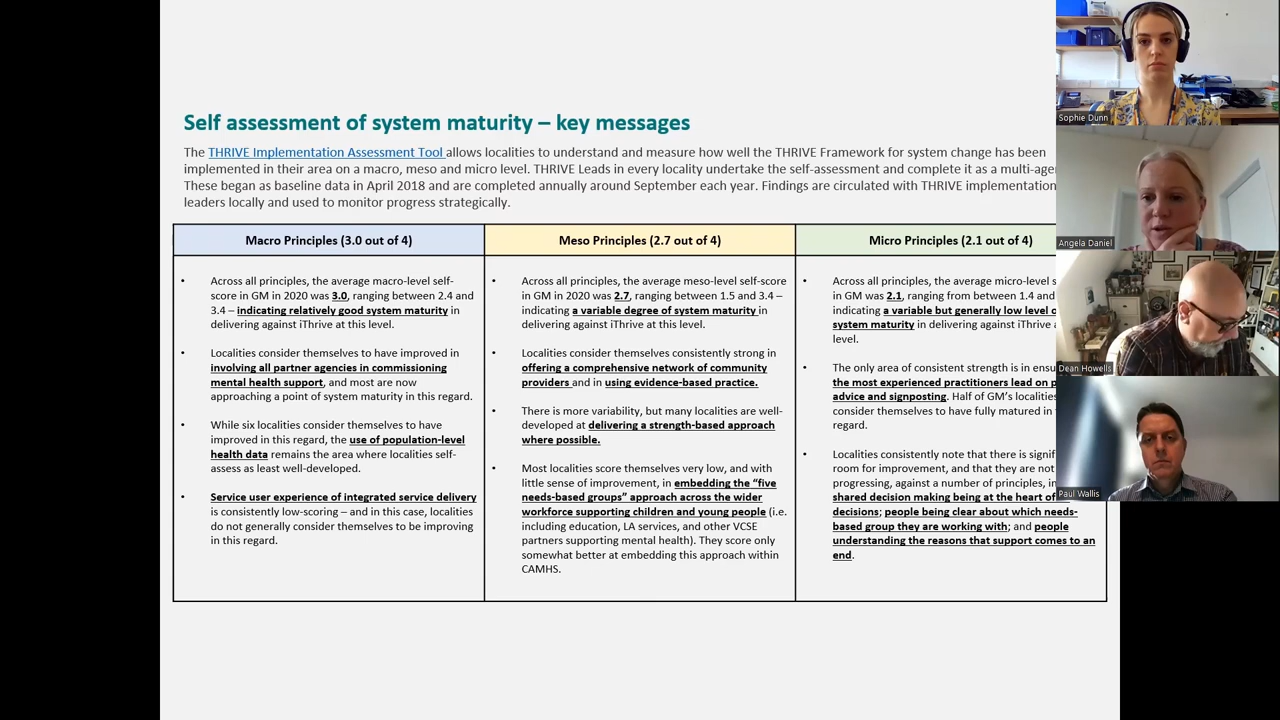 Self assessment of system maturity – key messages
The THRIVE Implementation Assessment Tool allows localities to understand and measure how well the THRIVE Framework for system change has been
implemented in their area on a macro, meso and micro level. THRIVE Leads in every locality undertake the self-assessment and complete it as a
These began as baseline data in April 2018 and are completed annually around September each year. Findings are circulated with THRIVE implementation
leaders locally and used to monitor progress strategically.
Macro Principles (3.0 out of 4)
• Across all principles, the average macro-level self-
score in GM in 2020 was 3.0, ranging between 2.4 and
3.4 – indicating relatively good system maturity in
delivering against iThrive at this level.
• Localities consider themselves to have improved in
involving all partner agencies in commissioning
mental health support, and most are now
approaching a point of system maturity in this regard.
• While six localities consider themselves to have
improved in this regard, the use of population-level
health data remains the area where localities self-
assess as least well-developed.
• Service user experience of integrated service delivery
is consistently low-scoring – and in this case, localities
do not generally consider themselves to be improving
in this regard.
Meso Principles (2.7 out of 4)
• Across all principles, the average meso-level self-score
in GM in 2020 was 2.7, ranging between 1.5 and 3.4 –
indicating a variable degree of system maturity in
delivering against iThrive at this level.
• Localities consider themselves consistently strong in
offering a comprehensive network of community
providers and in using evidence-based practice.
• There is more variability, but many localities are well-
developed at delivering a strength-based approach
where possible.
• Most localities score themselves very low, and with
little sense of improvement, in embedding the “five
needs-based groups” approach across the wider
workforce supporting children and young people (i.e.
including education, LA services, and other VCSE
partners supporting mental health). They score only
somewhat better at embedding this approach within
CAMHS.
Micro Principles (2.1 out of 4)
• Across all principles, the average micro-level
in GM was 2.1, ranging from between 1.4 and
indicating a variable but generally low level
system maturity in delivering against iThrive
level.
• The only area of consistent strength is in
the most experienced practitioners lead on
advice and signposting. Half of GM’s localities
consider themselves to have fully matured in
regard.
• Localities consistently note that there is
room for improvement, and that they are not
progressing, against a number of principles,
shared decision making being at the heart of
decisions; people being clear about which needs-
based group they are working with; and people
understanding the reasons that support comes to an
end.
Sophie Dunn
Angela Daniel
Dean Howells
Paul Wallis